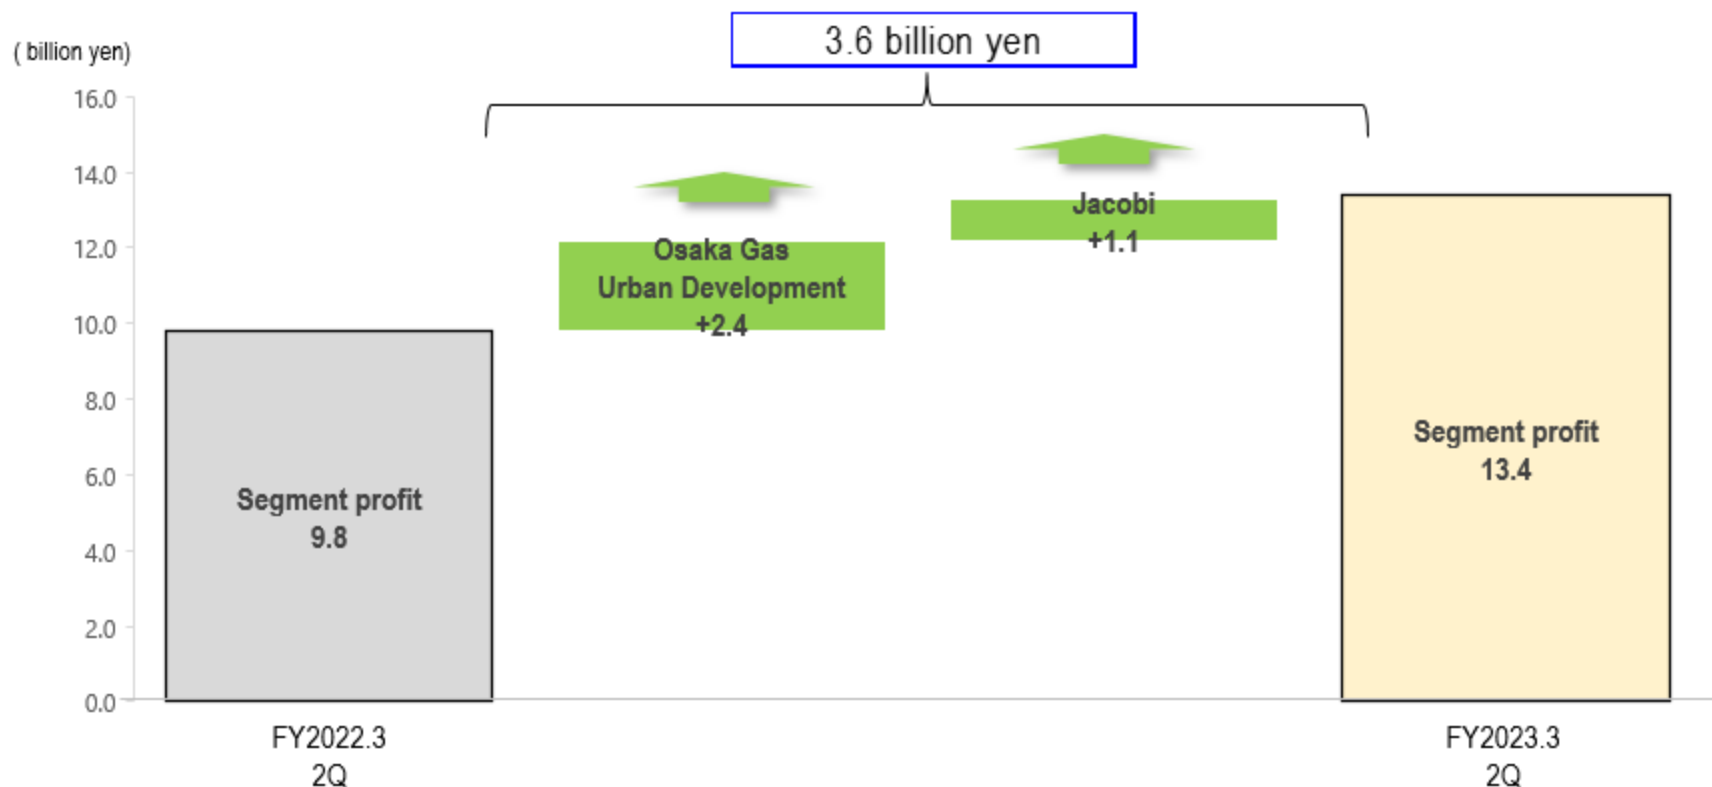 3.6 billion yen
( billion yen)
16.0
14.0
12.0
10.0
8.0
6.0
4.0
2.0
0.0
Segment profit
9.8
Osaka Gas
Urban Development
+2.4
Jacobi
+1.1
Segment profit
13.4
FY2022.3
2Q
FY2023.3
2Q